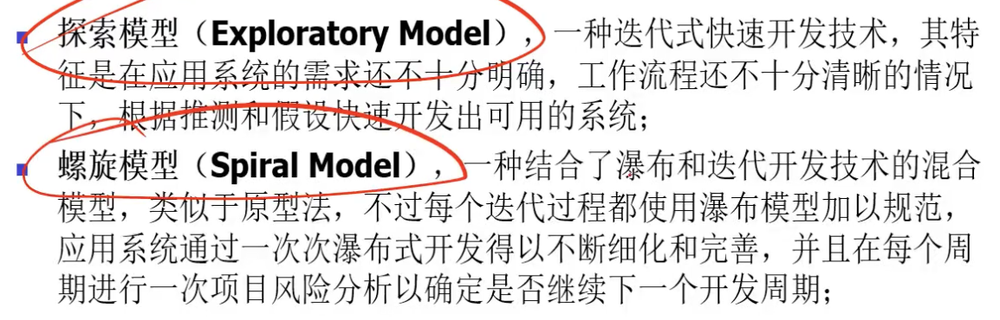 探索模型（Exploratory Model），一种迭代式快速开发技术，其特
征是在应用系统的需求还不十分明确，工作流程还不十分清晰的情况
下，根据推测和假设快速开发出可用的系统；
螺旋模型（Spiral Model），一种结合了瀑布和迭代开发技术的混合
模型，类似于原型法，不过每个迭代过程都使用瀑布模型加以规范，
应用系统通过一次次瀑布式开发得以不断细化和完善，并且在每个周
期进行一次项目风险分析以确定是否继续下一个开发周期；